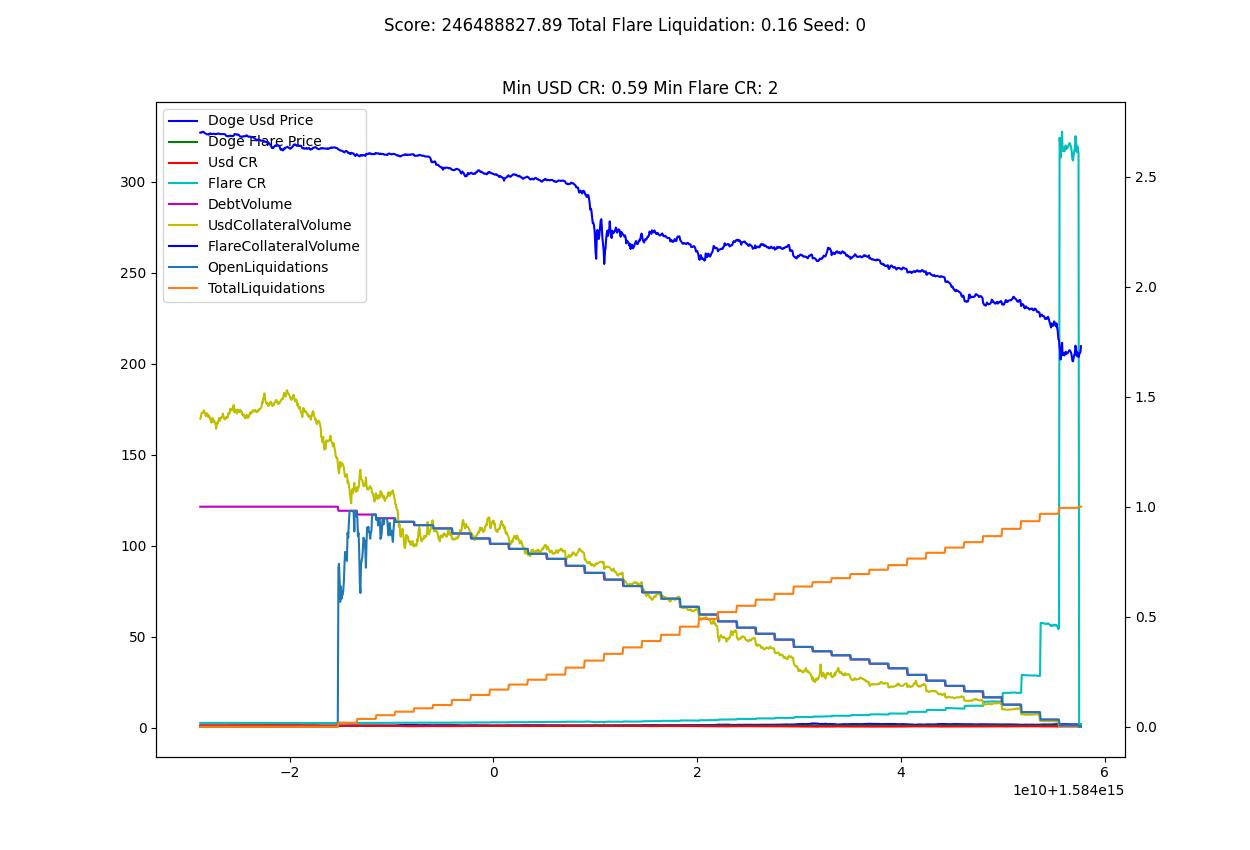 Score: 246488827.89 Total Flare Liquidation: 0.16 Seed: 0
Min USD CR: 0.59 Min Flare CR: 2
Doge Usd Price
Doge Flare Price
Usd CR
Flare CR
DebtVolume
UsdCollateralVolume
FlareCollateralVolume
OpenLiquidations
TotalLiquidations
300
250
200
150
100
50
0
2.5
2.0
1.5
1.0
0.5
0.0
−2
0
2
4
6
1e10+1.584e15